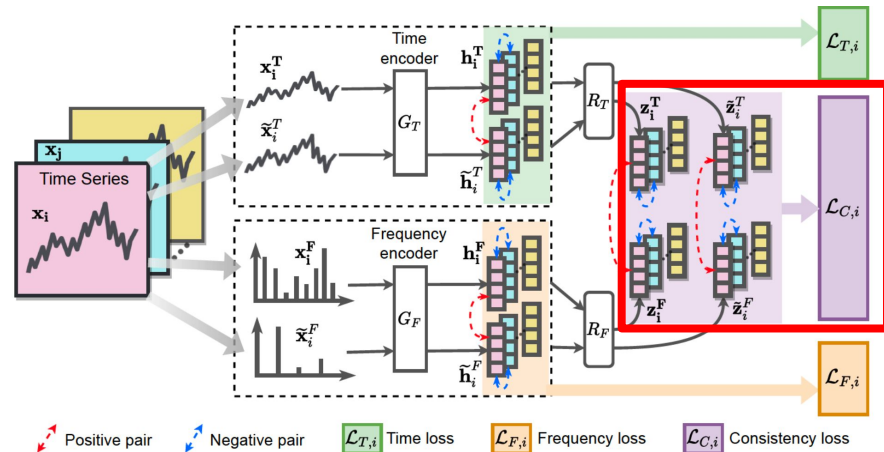 Time encoder
x_i^T
h_i^T
G_T
x̃_i^T
h̃_i^T
R_T
L_{T,i}
x_j
Time Series
x_i
z_i^T
z̃_i^T
L_{C,i}
Frequency encoder
x_i^F
h_i^F
G_F
x̃_i^F
h̃_i^F
R_F
z_i^F
z̃_i^F
L_{F,i}
Positive pair
Negative pair
L_{T,i} Time loss
L_{F,i} Frequency loss
L_{C,i} Consistency loss